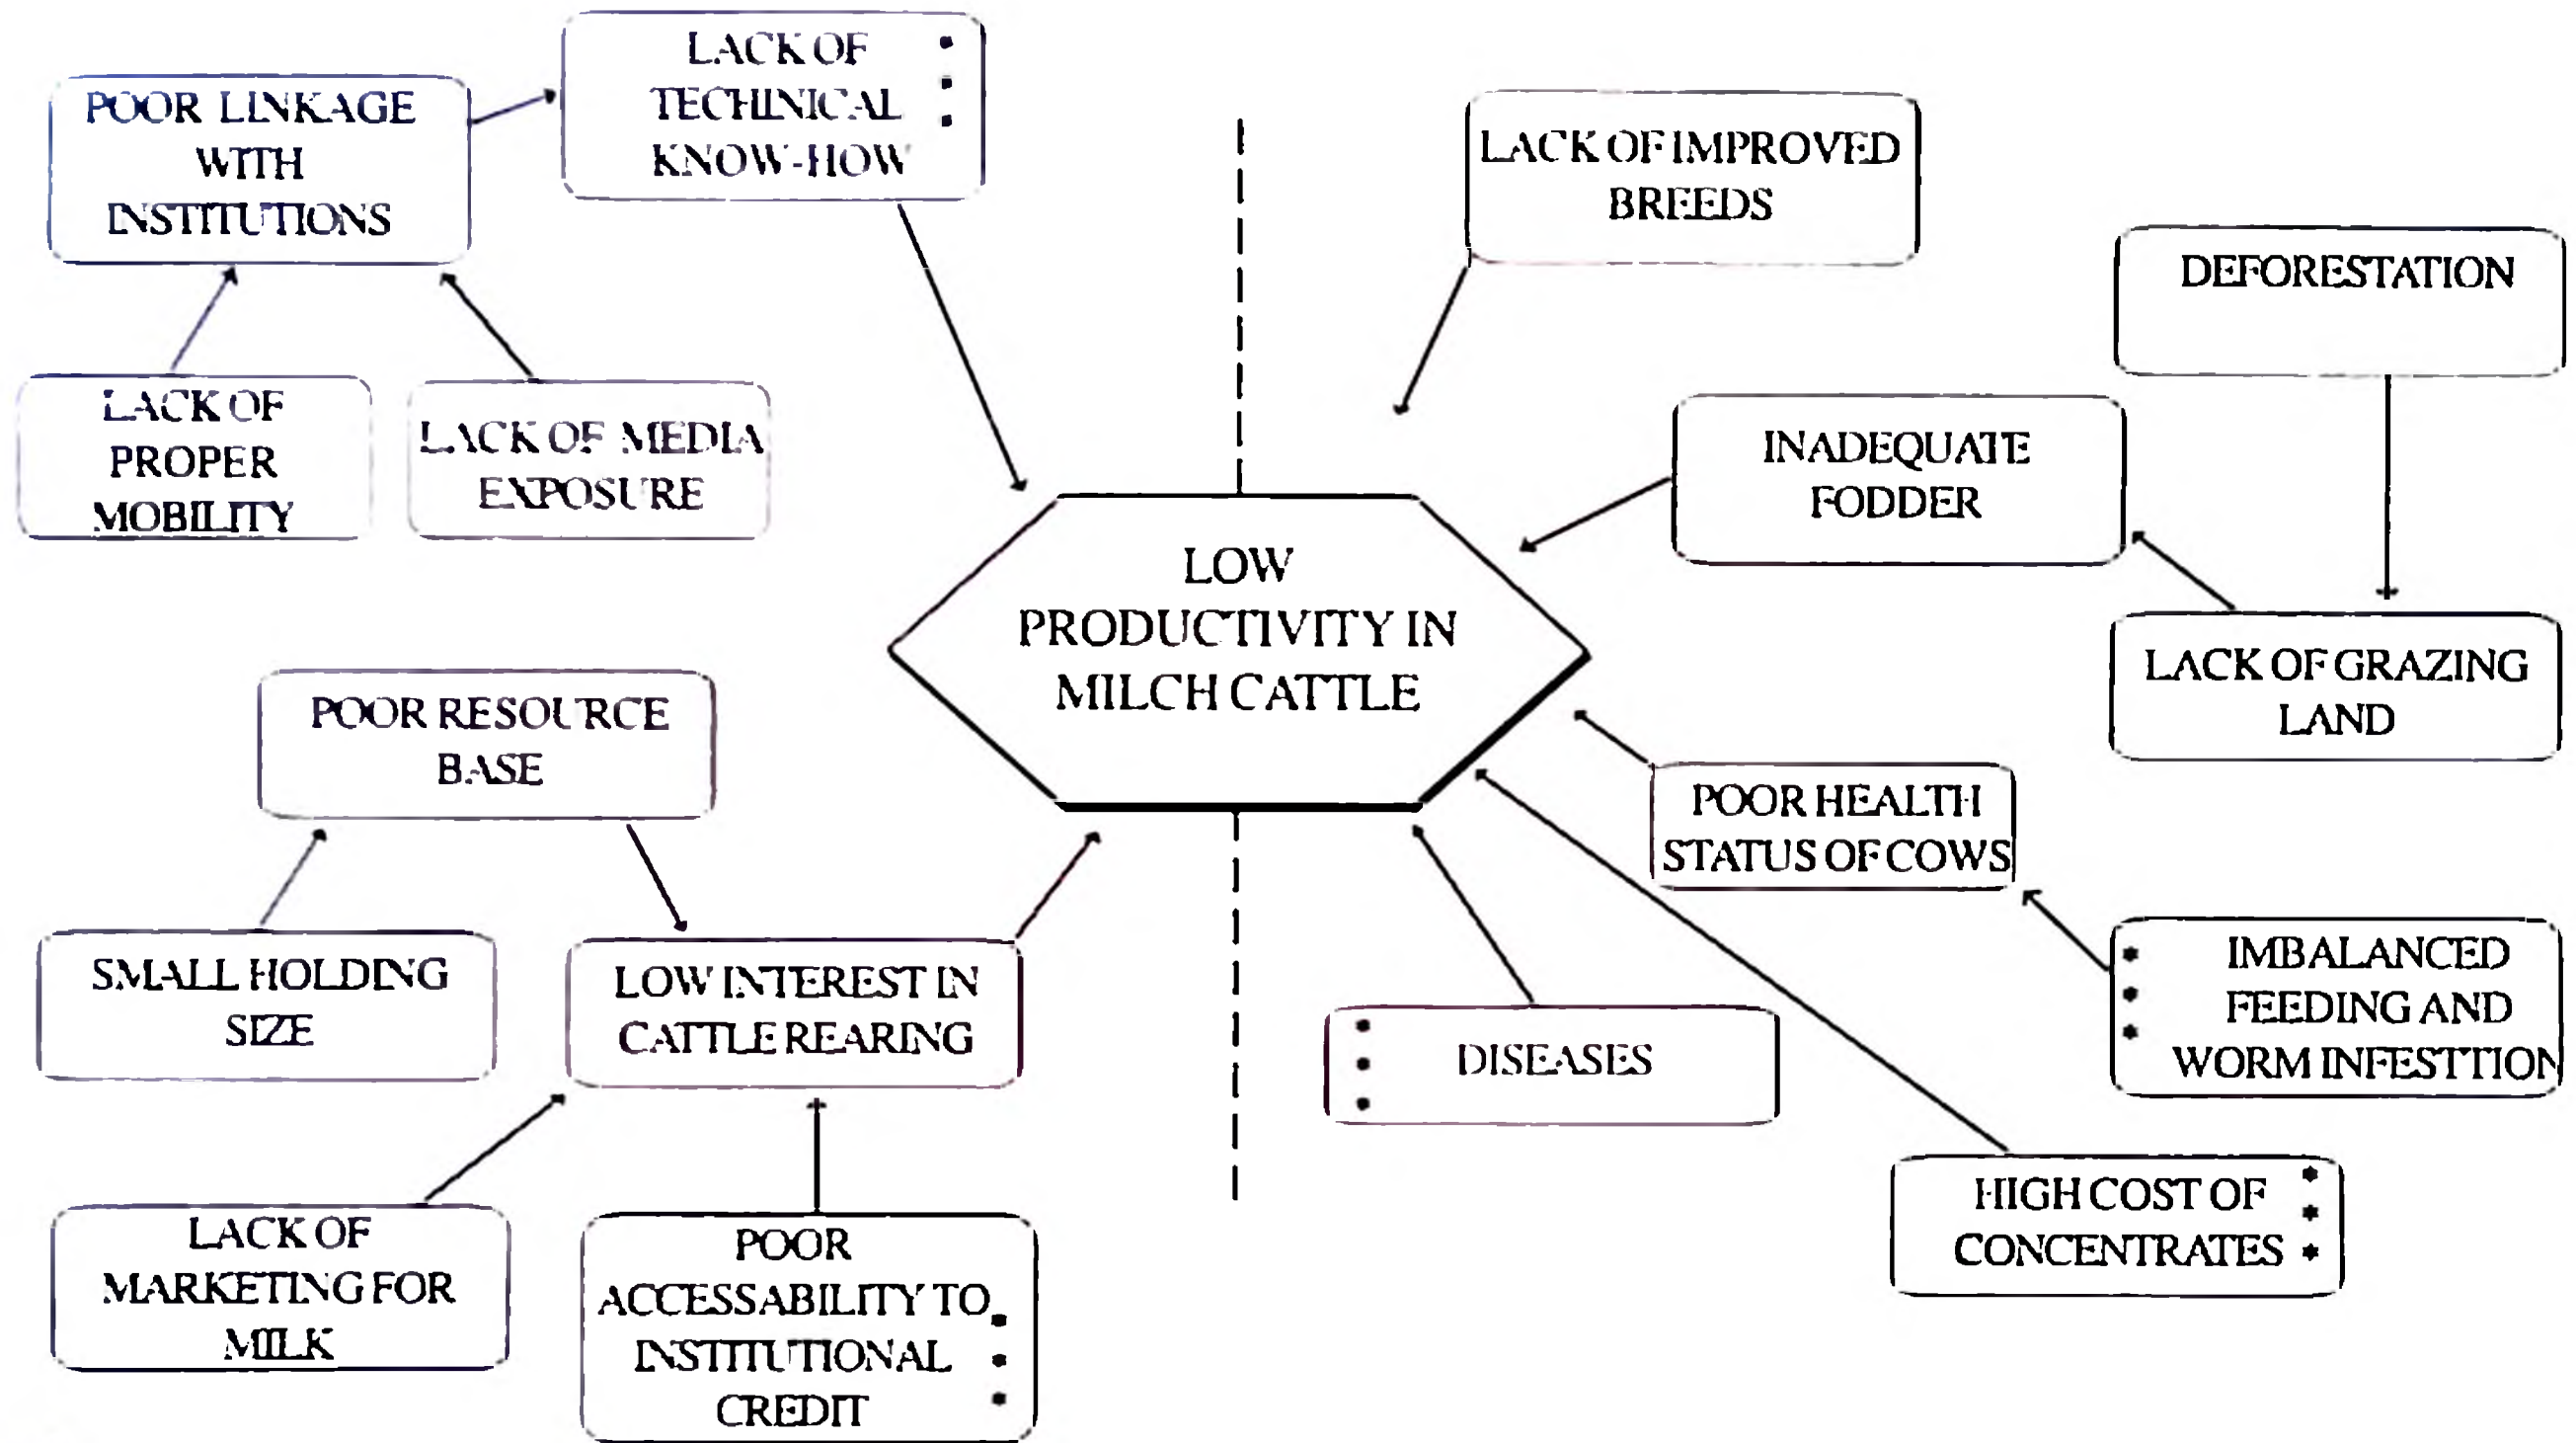 LACK OF
TECHINICAL
KNOW-HOW
POOR LINKAGE
WITH
INSTITUTIONS
LACK OF
PROPER
MOBILITY
LACK OF MEDIA
EXPOSURE
LACK OF IMPROVED
BREEDS
DEFORESTATION
INADEQUATE
FODDER
LACK OF GRAZING
LAND
LOW
PRODUCTIVITY IN
MILCH CATTLE
POOR RESOURCE
BASE
SMALL HOLDING
SIZE
LOW INTEREST IN
CATTLE REARING
LACK OF
MARKETING FOR
MILK
POOR
ACCESSABILITY TO
INSTITUTIONAL
CREDIT
POOR HEALTH
STATUS OF COWS
IMBALANCED
FEEDING AND
WORM INFESTTION
DISEASES
HIGH COST OF
CONCENTRATES